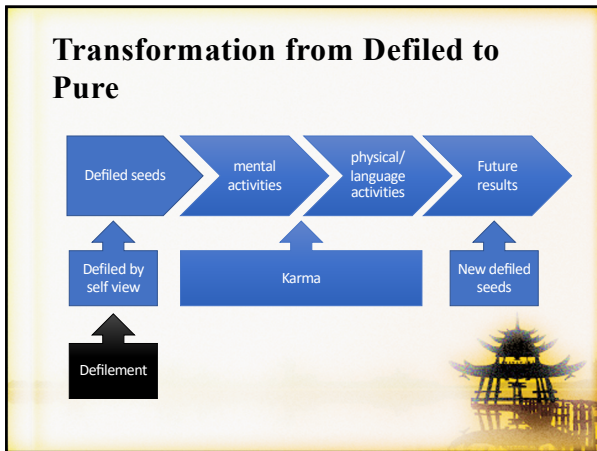 Transformation from Defiled to
Pure
Defiled seeds
mental
activities
physical/
language
activities
Future
results
Defiled by
self view
Karma
New defiled
seeds
Defilement